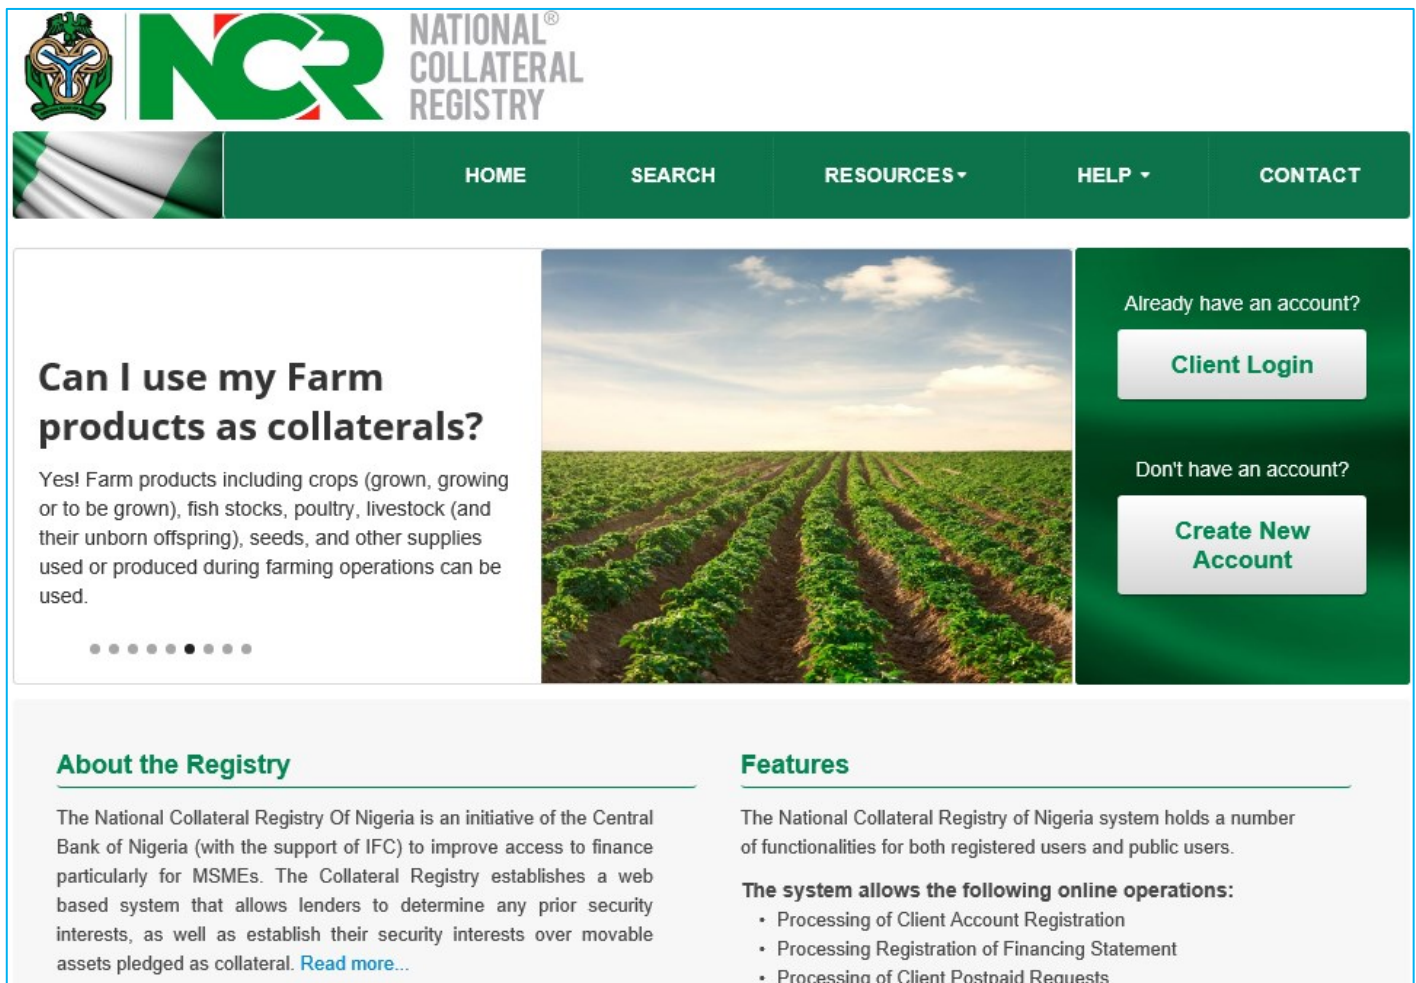 NCR
NATIONAL®
COLLATERAL
REGISTRY
HOME SEARCH RESOURCES HELP CONTACT
Can I use my Farm
products as collaterals?
Yes! Farm products including crops (grown, growing
or to be grown), fish stocks, poultry, livestock (and
their unborn offspring), seeds, and other supplies
used or produced during farming operations can be
used.
Already have an account?
Client Login
Don't have an account?
Create New
Account
About the Registry
The National Collateral Registry Of Nigeria is an initiative of the Central
Bank of Nigeria (with the support of IFC) to improve access to finance
particularly for MSMEs. The Collateral Registry establishes a web
based system that allows lenders to determine any prior security
interests, as well as establish their security interests over movable
assets pledged as collateral. Read more...
Features
The National Collateral Registry of Nigeria system holds a number
of functionalities for both registered users and public users.
The system allows the following online operations:
• Processing of Client Account Registration
• Processing Registration of Financing Statement
• Processing of Client Postpaid Requests